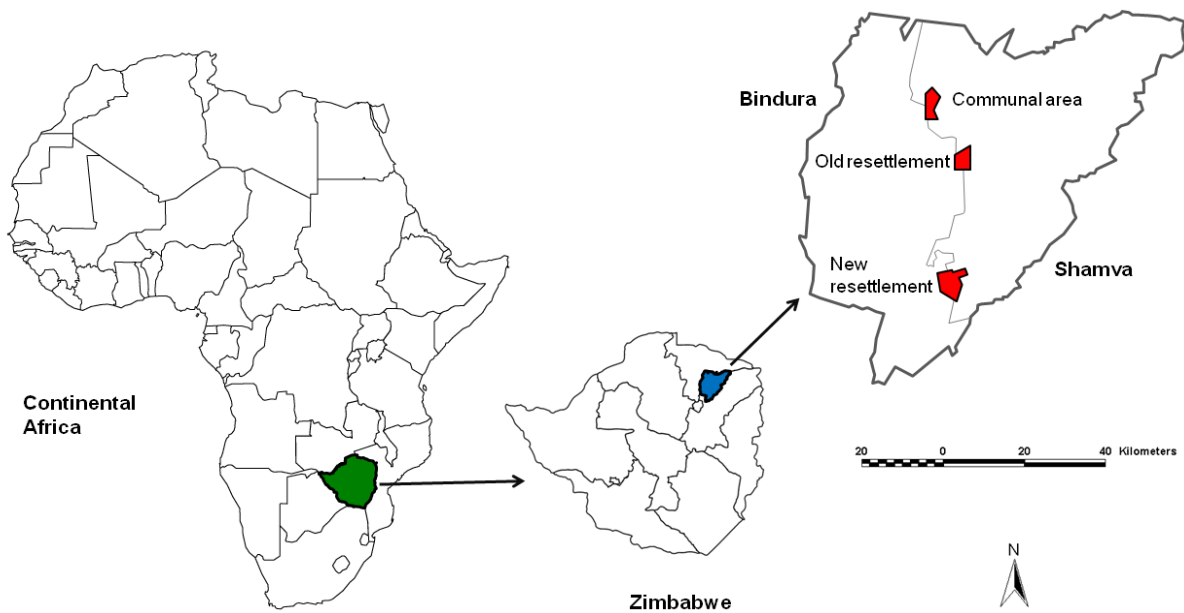 Bindura
Communal area
Old resettlement
New
resettlement
Shamva
Continental
Africa
20 0 20 40 Kilometers
N
Zimbabwe